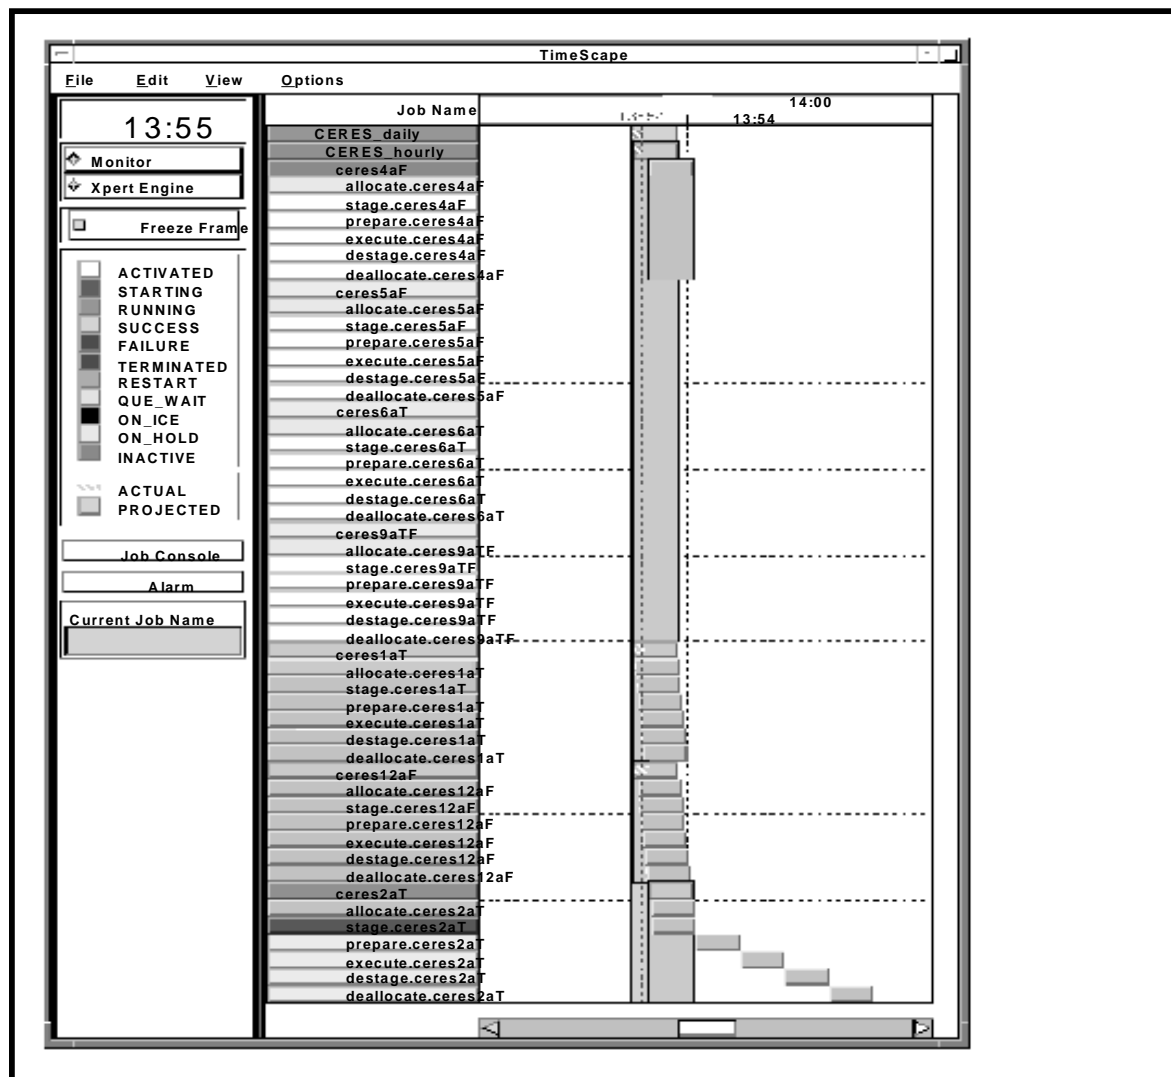 TimeScape
File Edit View Options
13:55
Monitor
Xpert Engine
Freeze Frame
ACTIVATED
STARTING
RUNNING
SUCCESS
FAILURE
TERMINATED
RESTART
QUE_WAIT
ON_ICE
ON_HOLD
INACTIVE
ACTUAL
PROJECTED
Job Console
Alarm
Current Job Name
Job Name
14:00
13:54
CERES_daily
CERES_hourly
ceres4aF
allocate.ceres4aF
stage.ceres4aF
prepare.ceres4aF
execute.ceres4aF
destage.ceres4aF
deallocate.ceres4aF
ceres5aF
allocate.ceres5aF
stage.ceres5aF
prepare.ceres5aF
execute.ceres5aF
destage.ceres5aF
deallocate.ceres5aF
ceres6aT
allocate.ceres6aT
stage.ceres6aT
prepare.ceres6aT
execute.ceres6aT
destage.ceres6aT
deallocate.ceres6aT
ceres9aTF
allocate.ceres9aTF
stage.ceres9aTF
prepare.ceres9aTF
execute.ceres9aTF
destage.ceres9aTF
deallocate.ceres9aTF
ceres1aT
allocate.ceres1aT
stage.ceres1aT
prepare.ceres1aT
execute.ceres1aT
destage.ceres1aT
deallocate.ceres1aT
ceres12aF
allocate.ceres12aF
stage.ceres12aF
prepare.ceres12aF
execute.ceres12aF
destage.ceres12aF
deallocate.ceres12aF
ceres2aT
allocate.ceres2aT
stage.ceres2aT
prepare.ceres2aT
execute.ceres2aT
destage.ceres2aT
deallocate.ceres2aT